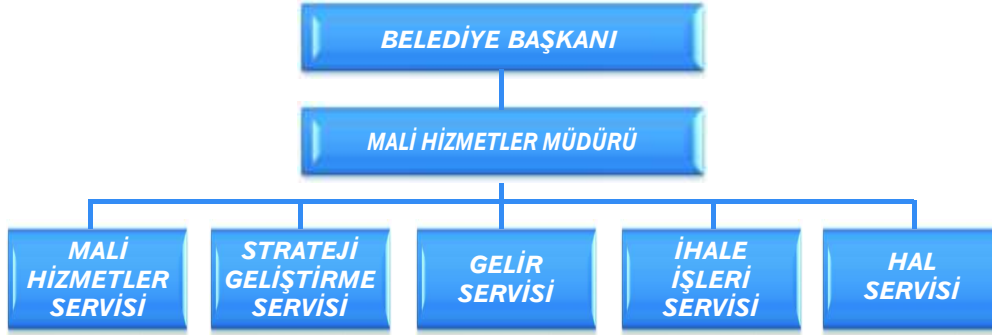 BELEDİYE BAŞKANI
MALİ HİZMETLER MÜDÜRÜ
MALİ
HİZMETLER
SERVİSİ
STRATEJİ
GELİŞTİRME
SERVİSİ
GELİR
SERVİSİ
İHALE
İŞLERİ
SERVİSİ
HAL
SERVİSİ